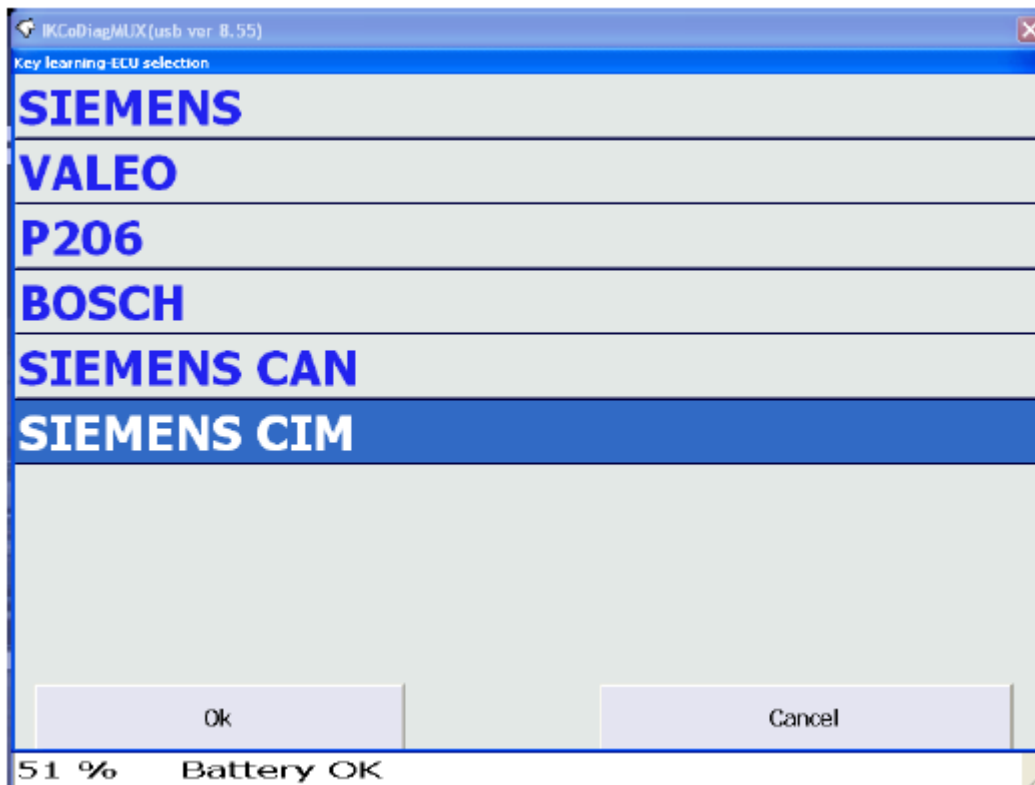 IKCoDiagMUX(usb ver 8.55)
Key learning-ECU selection
SIEMENS
VALEO
P206
BOSCH
SIEMENS CAN
SIEMENS CIM
Ok Cancel
51 % Battery OK